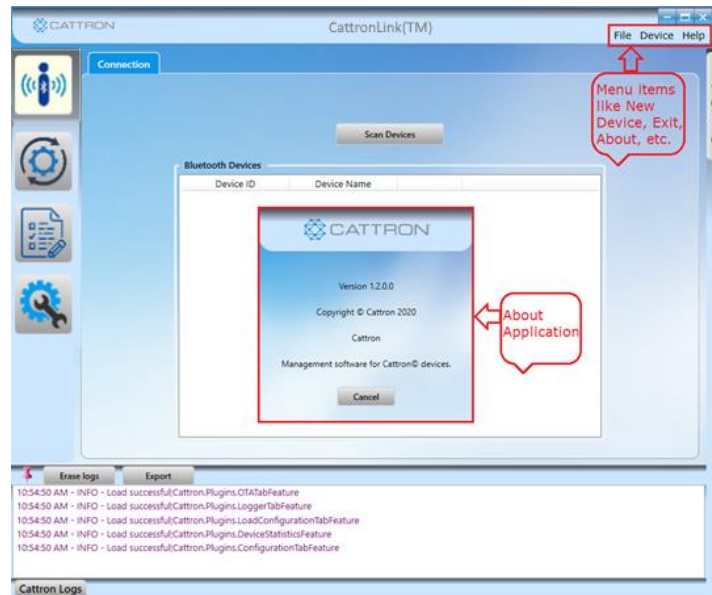 CATTRON
CattronLink(TM)
File Device Help
Connection
Menu items
like New
Device, Exit,
About, etc.
Scan Devices
Bluetooth Devices
Device ID Device Name
CATTRON
Version 1.2.0.0
Copyright © Cattron 2020
Cattron
Management software for Cattron© devices.
Cancel
About
Application
Erase logs Export
10:54:50 AM - INFO - Load successful;Cattron.Plugins.OTATabFeature
10:54:50 AM - INFO - Load successful;Cattron.Plugins.LoggerTabFeature
10:54:50 AM - INFO - Load successful;Cattron.Plugins.LoadConfigurationTabFeature
10:54:50 AM - INFO - Load successful;Cattron.Plugins.DeviceStatisticsFeature
10:54:50 AM - INFO - Load successful;Cattron.Plugins.ConfigurationTabFeature
Cattron Logs